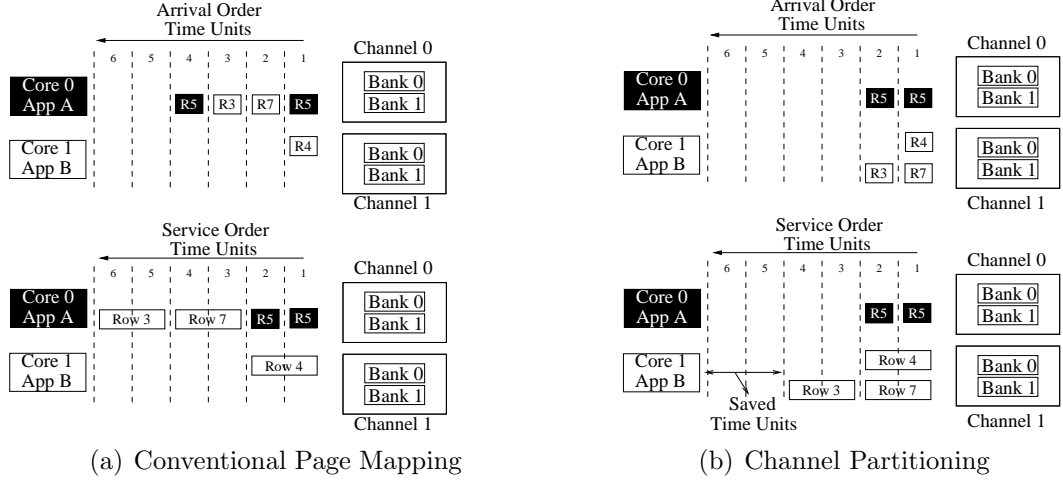 Arrival Order
Time Units
6 5 4 3 2 1
Channel 0
Core 0
App A
R5 R3 R7 R5
Bank 0
Bank 1
Core 1
App B
R4
Bank 0
Bank 1
Channel 1
Service Order
Time Units
6 5 4 3 2 1
Channel 0
Core 0
App A
Row 3 Row 7 R5 R5
Bank 0
Bank 1
Core 1
App B
Row 4
Bank 0
Bank 1
Channel 1
(a) Conventional Page Mapping
Arrival Order
Time Units
6 5 4 3 2 1
Channel 0
Core 0
App A
R5 R5
Bank 0
Bank 1
Core 1
App B
R4
R3 R7
Bank 0
Bank 1
Channel 1
Service Order
Time Units
6 5 4 3 2 1
Channel 0
Core 0
App A
R5 R5
Bank 0
Bank 1
Core 1
App B
Row 4
Row 3 Row 7
Saved
Time Units
Bank 0
Bank 1
Channel 1
(b) Channel Partitioning